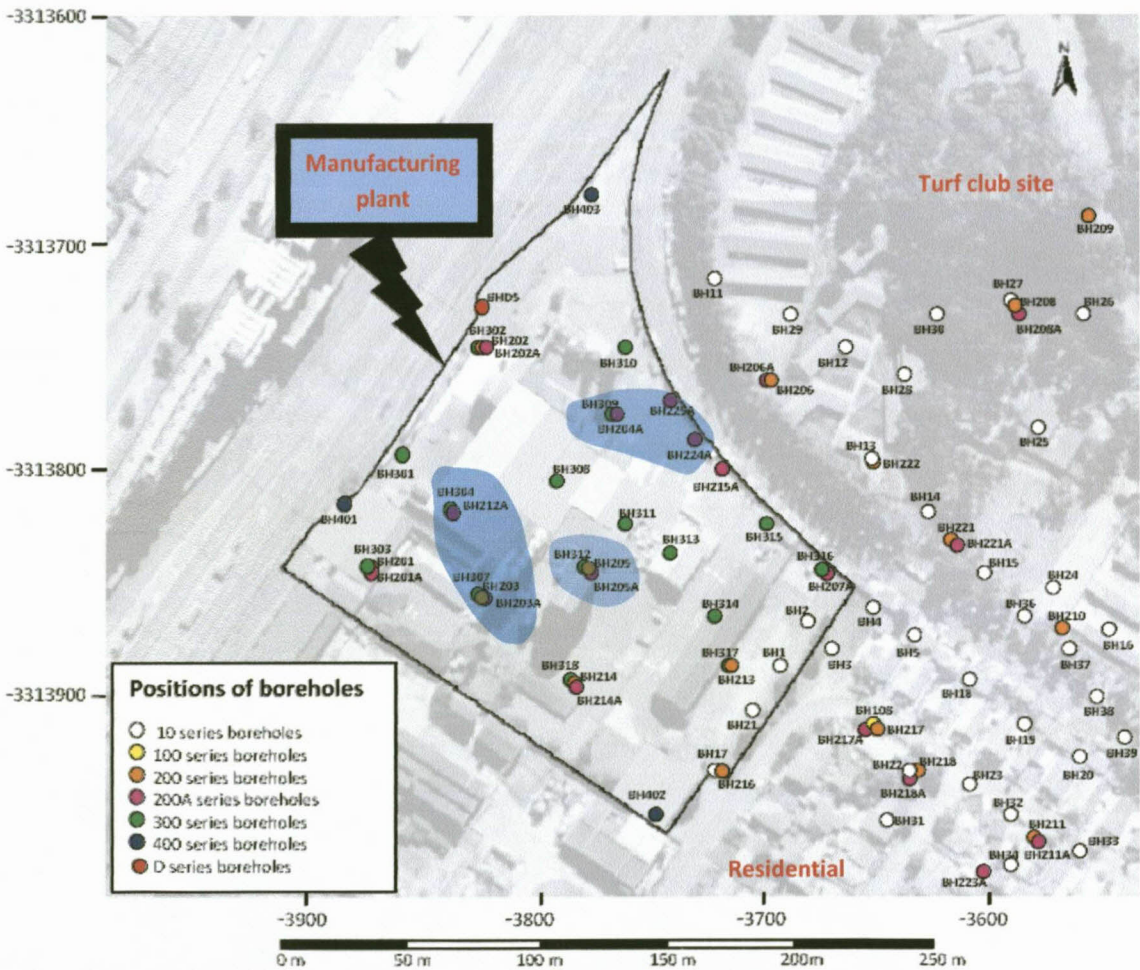 -3313600
N
Manufacturing
plant
Turf club site
BH403
BH209
-3313700
BHD5
BH11
BH27
BH208
BH26
BH29
BH30
BH208A
BH302
BH202
BH202A
BH310
BH12
BH206A
BH206
BH28
BH309
BH204A
BH225A
BH25
BH224A
BH13
BH222
-3313800
BH301
BH308
BH215A
BH304
BH212A
BH14
BH401
BH311
BH315
BH221
BH221A
BH313
BH303
BH201
BH201A
BH312
BH205
BH205A
BH316
BH207A
BH15
BH24
BH307
BH203
BH203A
BH314
BH2
BH4
BH36
BH210
BH16
BH5
BH3
BH37
BH317
BH213
BH1
BH318
BH214
BH214A
BH18
BH38
-3313900
BH21
BH108
BH217
BH217A
BH19
BH39
BH20
BH17
BH216
BH22
BH218
BH218A
BH23
BH402
BH31
BH32
BH211
BH211A
BH33
BH223A
Residential
Positions of boreholes
10 series boreholes
100 series boreholes
200 series boreholes
200A series boreholes
300 series boreholes
400 series boreholes
D series boreholes
-3900
-3800
-3700
-3600
0 m
50 m
100 m
150 m
200 m
250 m